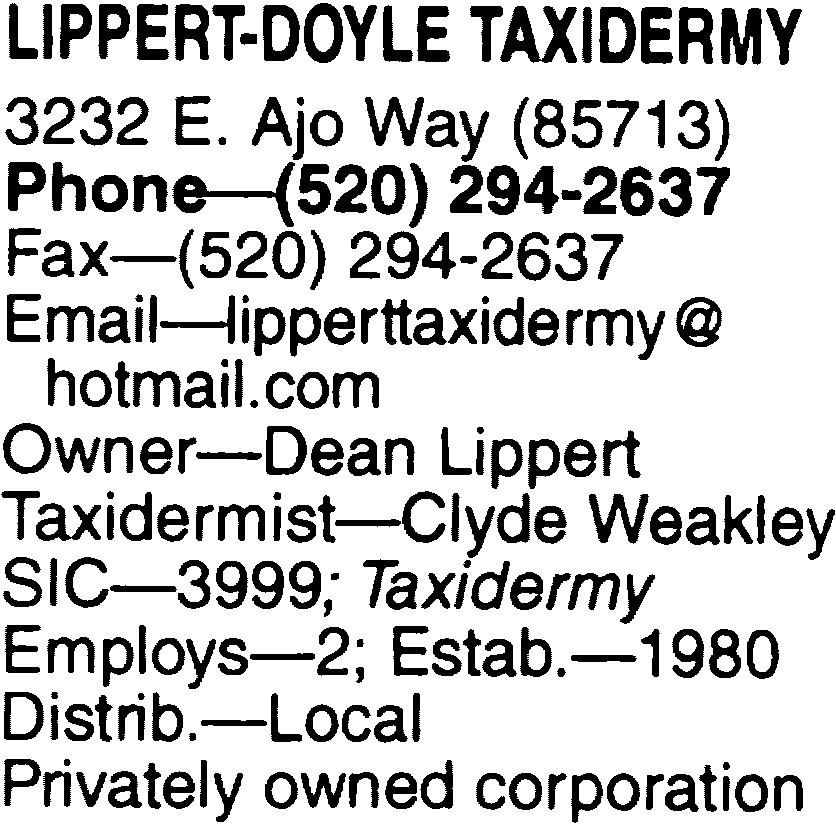 LIPPERT-DOYLE TAXIDERMY
3232 E. Ajo Way (85713)
Phone—(520) 294-2637
Fax—(520) 294-2637
Email—lipperttaxidermy@
hotmail.com
Owner—Dean Lippert
Taxidermist—Clyde Weakley
SIC—3999; Taxidermy
Employs—2; Estab.—1980
Distrib.—Local
Privately owned corporation